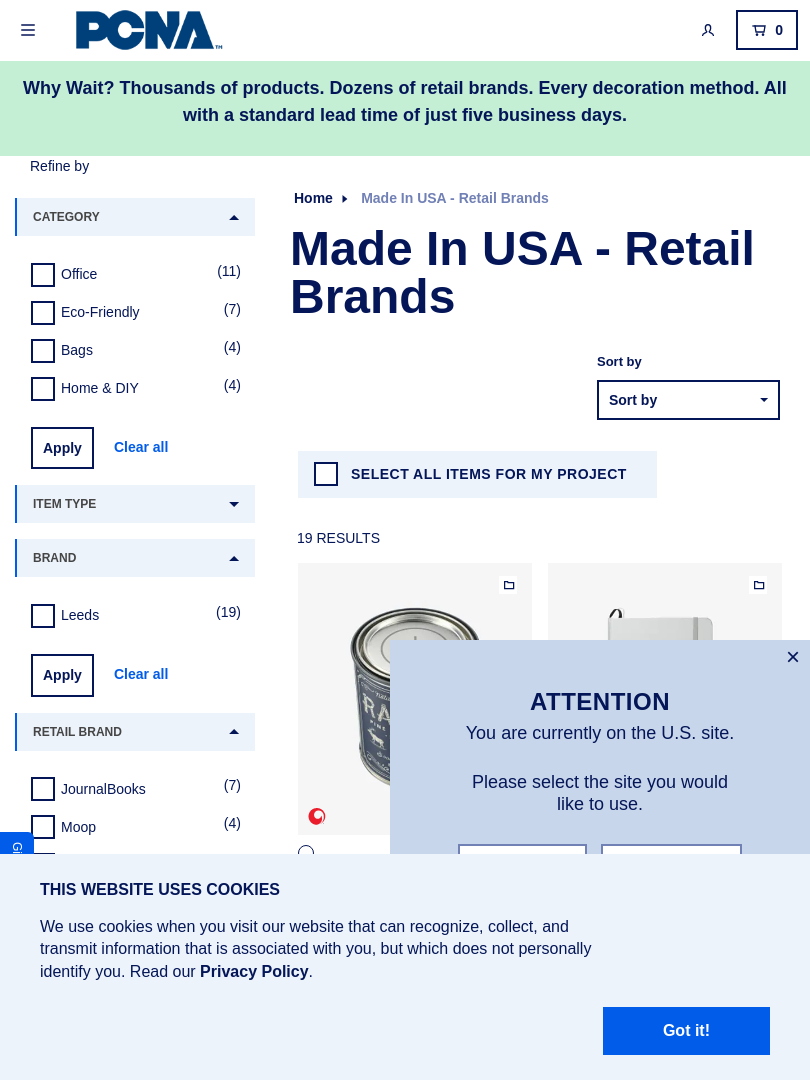 PCNA™
0
Why Wait? Thousands of products. Dozens of retail brands. Every decoration method. All
with a standard lead time of just five business days.
Refine by
Home
Made In USA - Retail Brands
CATEGORY
Made In USA - Retail
Brands
Office (11)
Eco-Friendly (7)
Bags (4)
Home & DIY (4)
Sort by
Sort by
Apply Clear all
SELECT ALL ITEMS FOR MY PROJECT
ITEM TYPE
19 RESULTS
BRAND
Leeds (19)
Apply Clear all
RETAIL BRAND
JournalBooks (7)
Moop (4)
ATTENTION
You are currently on the U.S. site.
Please select the site you would
like to use.
THIS WEBSITE USES COOKIES
We use cookies when you visit our website that can recognize, collect, and
transmit information that is associated with you, but which does not personally
identify you. Read our Privacy Policy.
Got it!